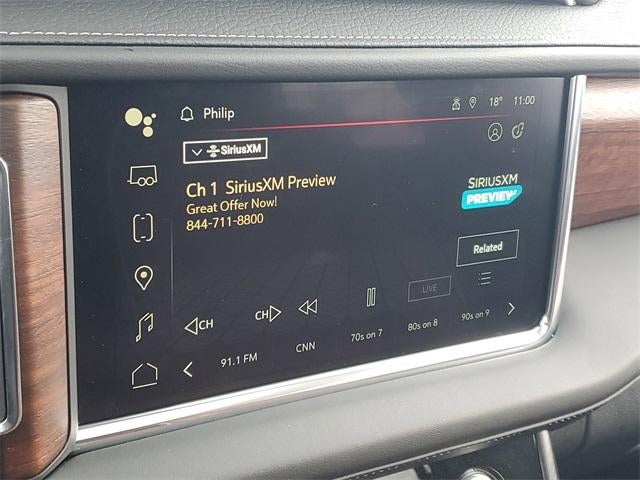 Philip
18° 11:00
SiriusXM
Ch 1 SiriusXM Preview
Great Offer Now!
844-711-8800
SIRIUSXM
PREVIEW
Related
LIVE
CH
CH
91.1 FM
CNN
70s on 7
80s on 8
90s on 9